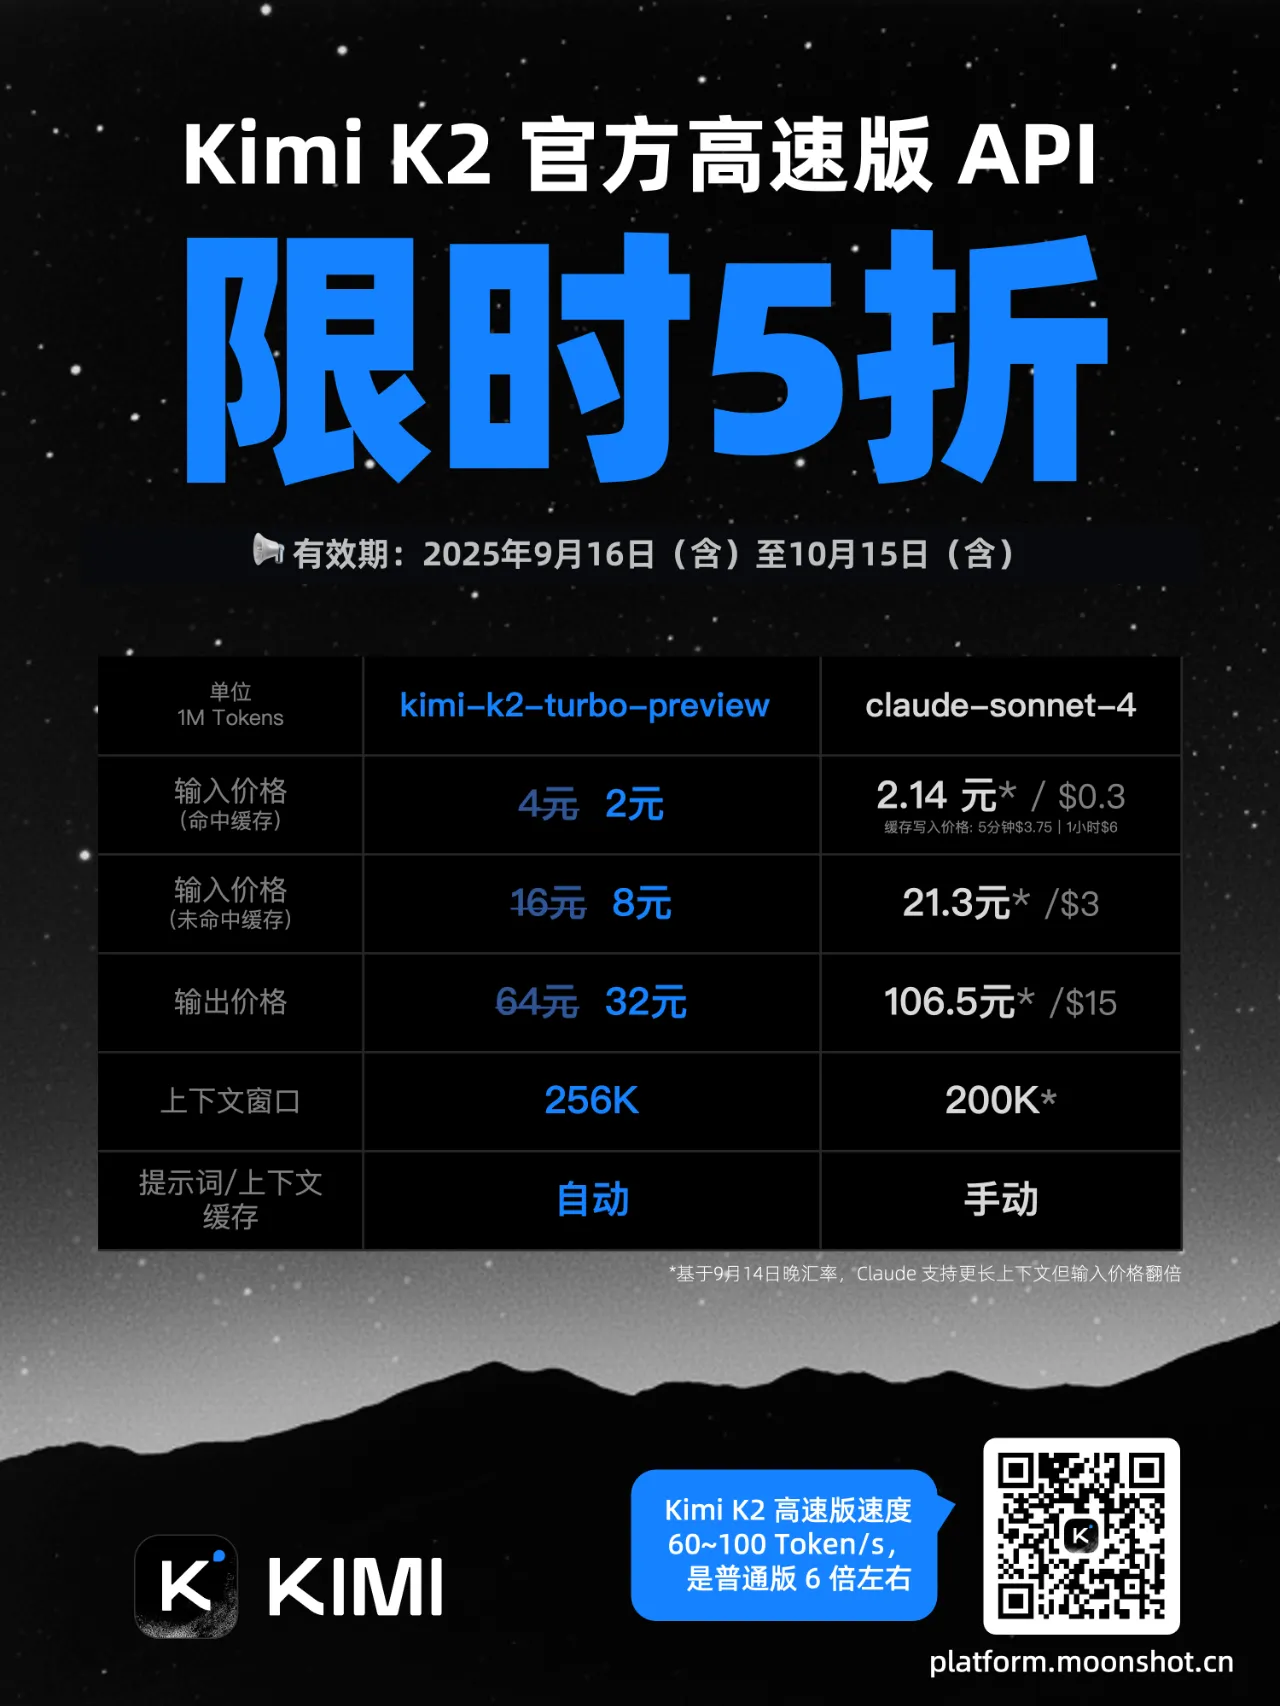 Kimi K2 官方高速版 API
限时5折
有效期：2025年9月16日（含）至10月15日（含）
单位
1M Tokens
kimi-k2-turbo-preview
claude-sonnet-4
输入价格
（命中缓存）
4元 2元
2.14 元* / $0.3
缓存写入价格: 5分钟$3.75 | 1小时$6
输入价格
（未命中缓存）
16元 8元
21.3元* /$3
输出价格
64元 32元
106.5元* /$15
上下文窗口
256K
200K*
提示词/上下文
缓存
自动
手动
*基于9月14日晚汇率，Claude 支持更长上下文但输入价格翻倍
Kimi K2 高速版速度
60~100 Token/s，
是普通版 6 倍左右
K KIMI
K
platform.moonshot.cn